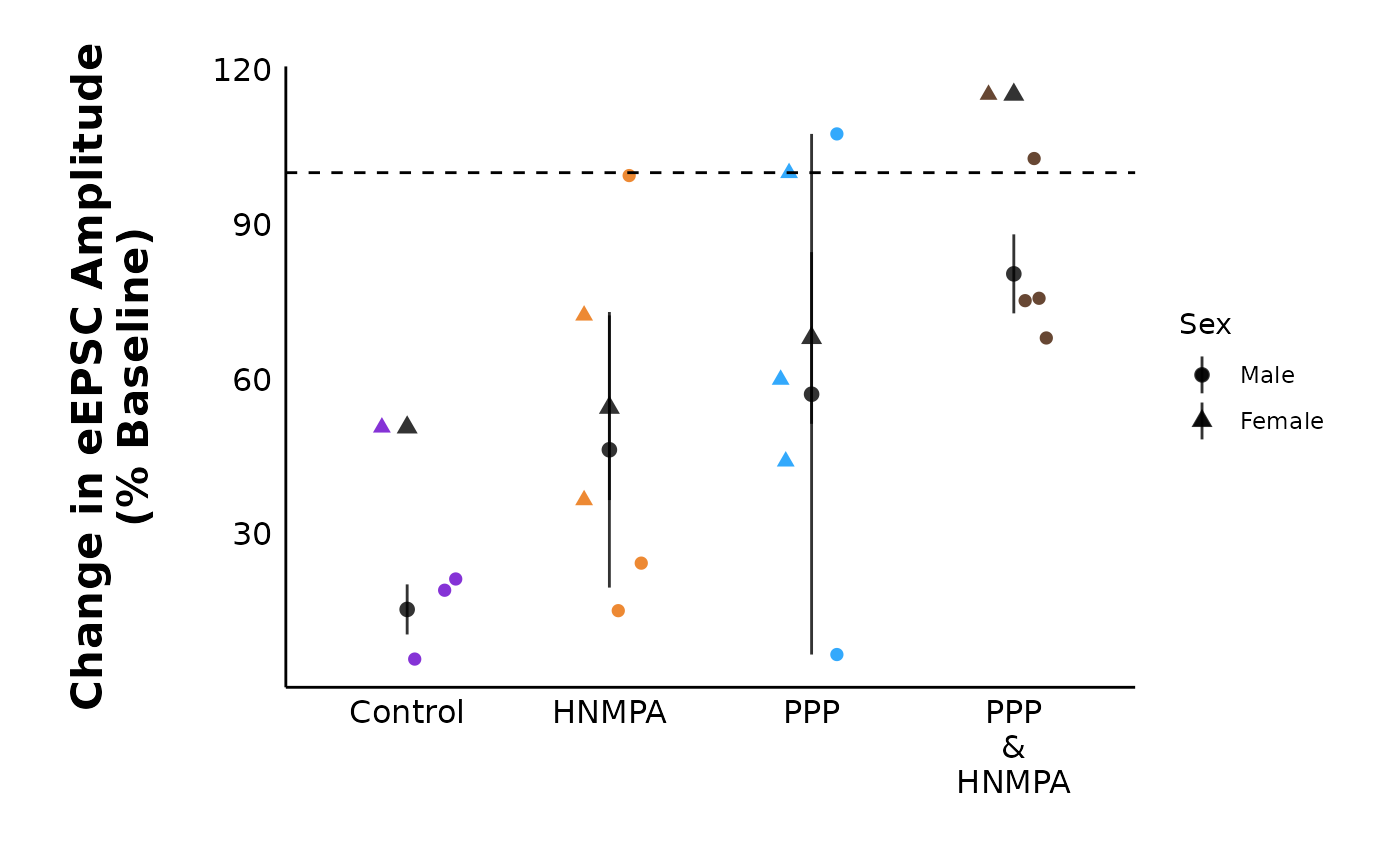 Change in eEPSC Amplitude
(% Baseline)
120
90
60
30
Control
HNMPA
PPP
PPP
&
HNMPA
Sex
Male
Female